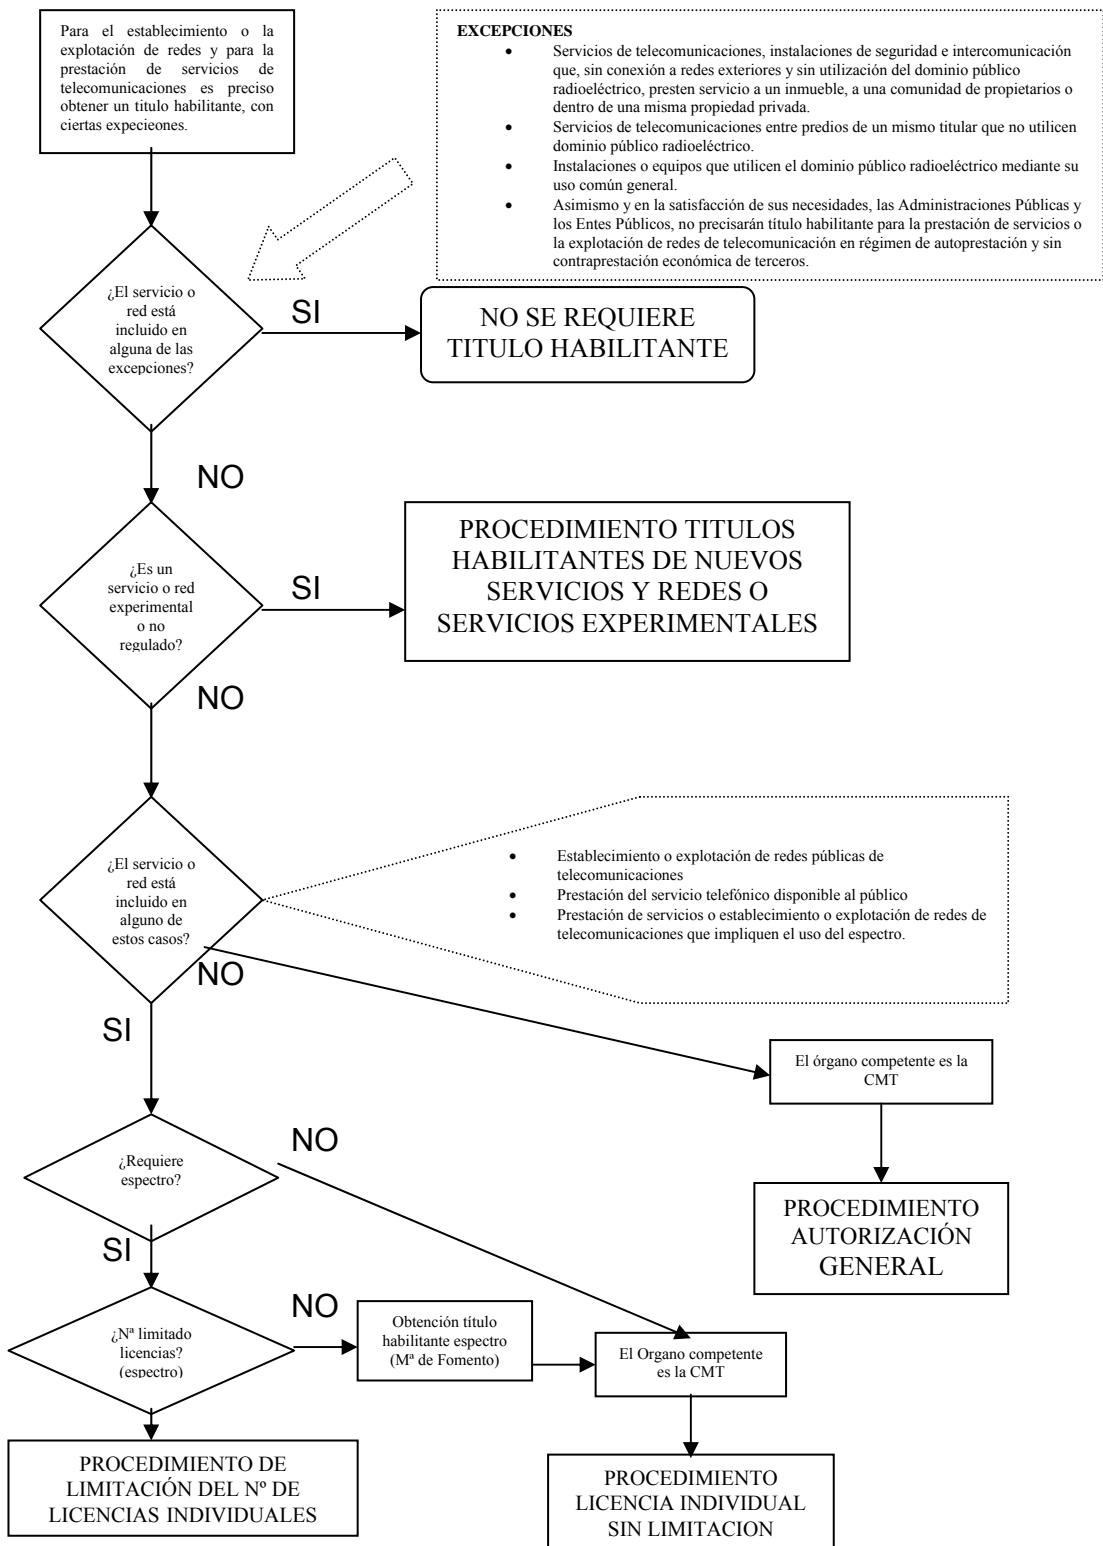 Para el establecimiento o la
explotación de redes y para la
prestación de servicios de
telecomunicaciones es preciso
obtener un titulo habilitante, con
ciertas expecieones.
EXCEPCIONES
• Servicios de telecomunicaciones, instalaciones de seguridad e intercomunicación
que, sin conexión a redes exteriores y sin utilización del dominio público
radioeléctrico, presten servicio a un inmueble, a una comunidad de propietarios o
dentro de una misma propiedad privada.
• Servicios de telecomunicaciones entre predios de un mismo titular que no utilicen
dominio público radioeléctrico.
• Instalaciones o equipos que utilicen el dominio público radioeléctrico mediante su
uso común general.
• Asimismo y en la satisfacción de sus necesidades, las Administraciones Públicas y
los Entes Públicos, no precisarán título habilitante para la prestación de servicios o
la explotación de redes de telecomunicación en régimen de autoprestación y sin
contraprestación económica de terceros.
¿El servicio o
red está
incluido en
alguna de las
excepciones?
SI
NO SE REQUIERE
TITULO HABILITANTE
NO
¿Es un
servicio o red
experimental
o no
regulado?
SI
PROCEDIMIENTO TITULOS
HABILITANTES DE NUEVOS
SERVICIOS Y REDES O
SERVICIOS EXPERIMENTALES
NO
¿El servicio o
red está
incluido en
alguno de
estos casos?
• Establecimiento o explotación de redes públicas de
telecomunicaciones
• Prestación del servicio telefónico disponible al público
• Prestación de servicios o establecimiento o explotación de redes de
telecomunicaciones que impliquen el uso del espectro.
NO
SI
El órgano competente es la
CMT
PROCEDIMIENTO
AUTORIZACIÓN
GENERAL
¿Requiere
espectro?
NO
SI
¿Nª limitado
licencias?
(espectro)
NO
Obtención título
habilitante espectro
(Mª de Fomento)
El Organo competente
es la CMT
PROCEDIMIENTO DE
LIMITACIÓN DEL Nº DE
LICENCIAS INDIVIDUALES
PROCEDIMIENTO
LICENCIA INDIVIDUAL
SIN LIMITACION